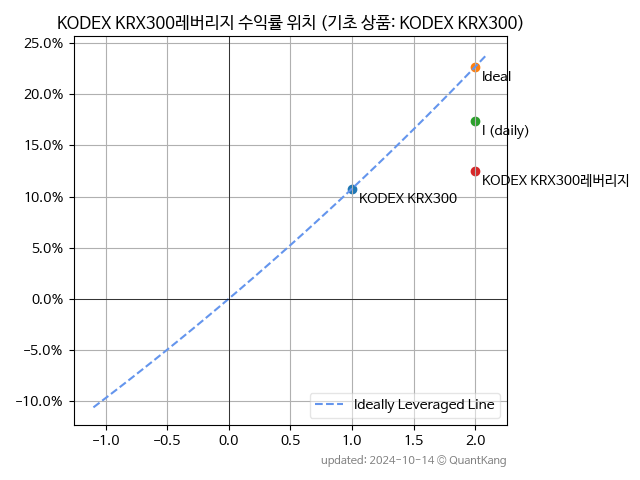 KODEX KRX300레버리지 수익률 위치 (기초 상품: KODEX KRX300)
25.0%
20.0%
15.0%
10.0%
5.0%
0.0%
−5.0%
−10.0%
Ideal
I (daily)
KODEX KRX300레버리지
KODEX KRX300
Ideally Leveraged Line
−1.0 −0.5 0.0 0.5 1.0 1.5 2.0
updated: 2024-10-14 © QuantKang